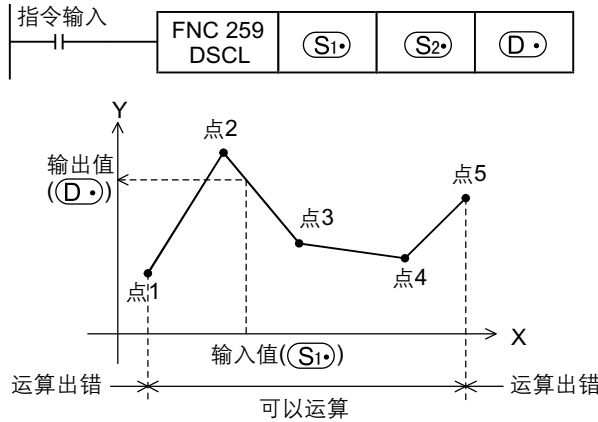 指令输入
FNC 259
DSCL
S1•
S2•
D •
Y
点2
输出值
(D •)
点5
点3
点1
点4
X
输入值(S1•)
运算出错
运算出错
可以运算